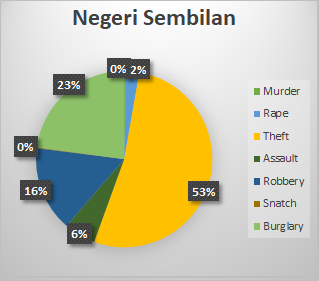 Negeri Sembilan
0%
2%
23%
0%
16%
6%
53%
Murder
Rape
Theft
Assault
Robbery
Snatch
Burglary